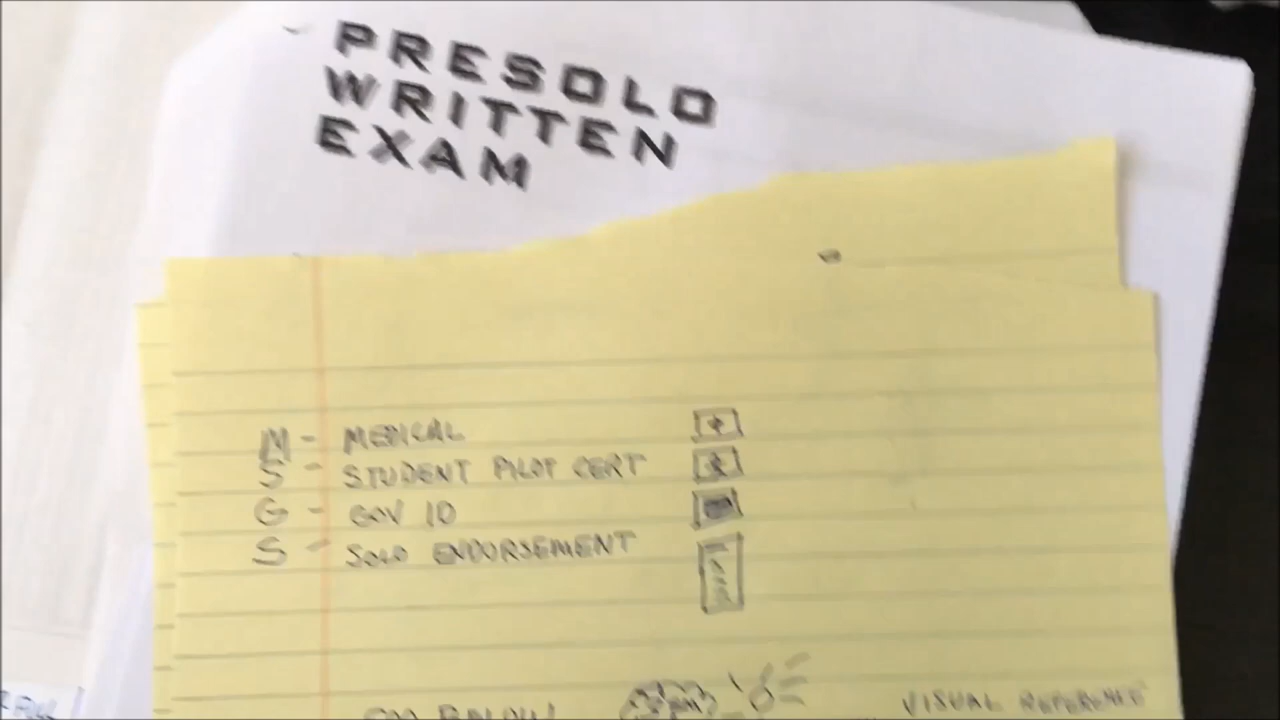 PRESOLO
WRITTEN
EXAM
M - MEDICAL
S - STUDENT PILOT CERT
G - GOV ID
S - SOLO ENDORSEMENT
VISUAL REFERENCE